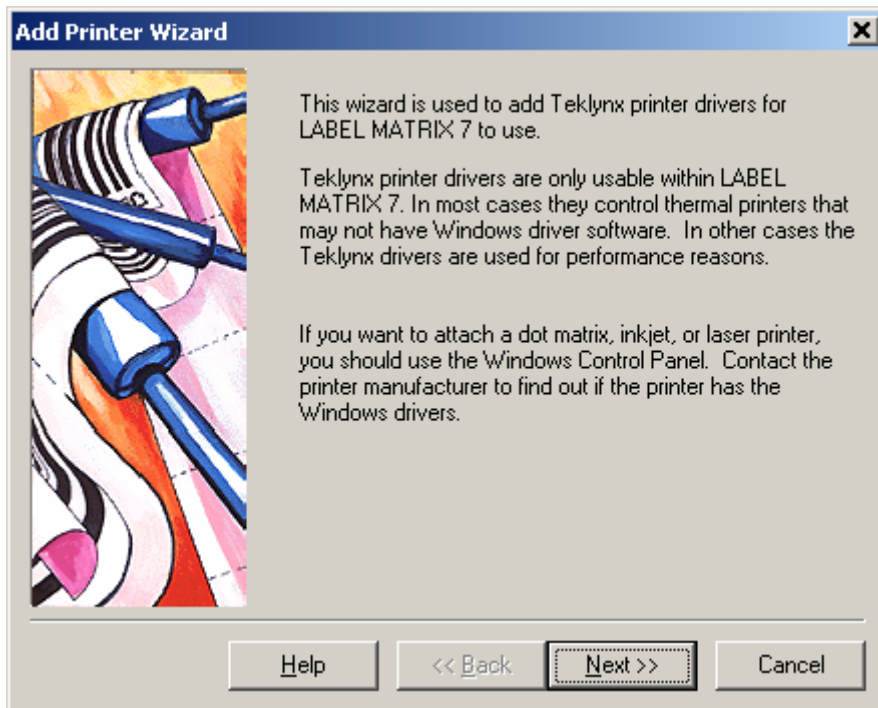 Add Printer Wizard
This wizard is used to add Teklynx printer drivers for
LABEL MATRIX 7 to use.
Teklynx printer drivers are only usable within LABEL
MATRIX 7. In most cases they control thermal printers that
may not have Windows driver software.  In other cases the
Teklynx drivers are used for performance reasons.
If you want to attach a dot matrix, inkjet, or laser printer,
you should use the Windows Control Panel.  Contact the
printer manufacturer to find out if the printer has the
Windows drivers.
Help
<< Back
Next >>
Cancel